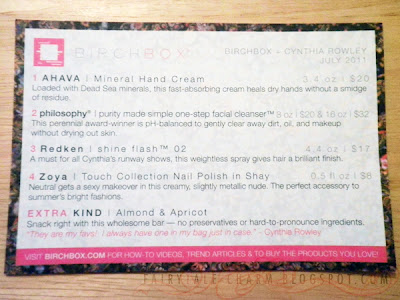 BIRCHBOX
BIRCHBOX + CYNTHIA ROWLEY
JULY 2011
1 AHAVA | Mineral Hand Cream 3.4 oz | $20
Loaded with Dead Sea minerals, this fast-absorbing cream heals dry hands without a smidge
of residue.
2 philosophy® | purity made simple one-step facial cleanser™ 8 oz | $20 & 16 oz | $32
This perennial award-winner is pH-balanced to gently clear away dirt, oil, and makeup
without drying out skin.
3 Redken | shine flash™ 02 4.4 oz | $17
A must for all Cynthia's runway shows, this weightless spray gives hair a brilliant finish.
4 Zoya | Touch Collection Nail Polish in Shay 0.5 fl oz | $8
Neutral gets a sexy makeover in this creamy, slightly metallic nude. The perfect accessory to
summer's bright fashions.
EXTRA KIND | Almond & Apricot
Snack right with this wholesome bar — no preservatives or hard-to-pronounce ingredients.
"They are my favs!. I always have one in my bag just in case." - Cynthia Rowley
VISIT BIRCHBOX.COM FOR HOW-TO VIDEOS, TREND ARTICLES & TO BUY THE PRODUCTS YOU LOVE!
FAIRYTALE-CHARM.BLOGSPOT.COM